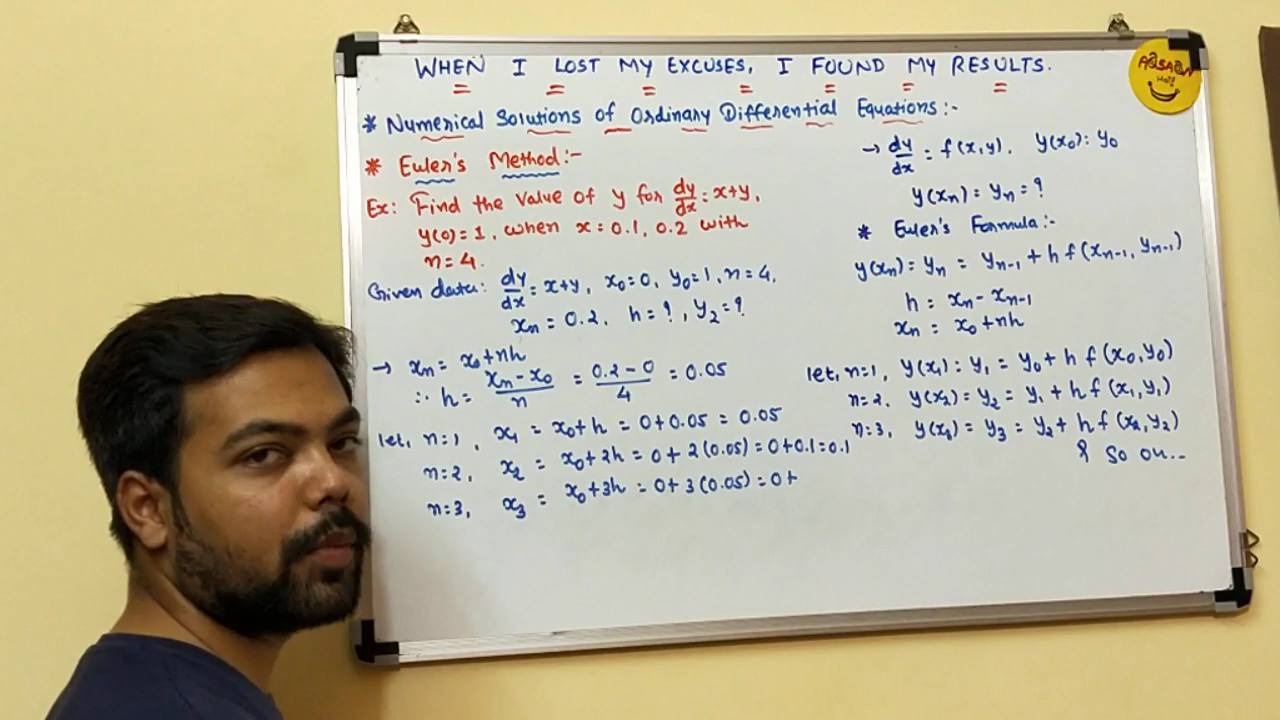 WHEN I LOST MY EXCUSES, I FOUND MY RESULTS.
AASAAN
* Numerical Solutions of Ordinary Differential Equations:-
* Euler's Method:-
Ex: Find the value of y for dy/dx = x+y,
y(0)=1, when x=0.1, 0.2 with
n=4.
Given data: dy/dx = x+y, x₀=0, y₀=1, n=4,
xₙ=0.2, h=?, y₂=?
→ xₙ = x₀+nh
∴ h = xₙ-x₀/n = 0.2-0/4 = 0.05
let, n=1, x₁ = x₀+h = 0+0.05 = 0.05
n=2, x₂ = x₀+2h = 0+2(0.05) = 0+0.1=0.1
n=3, x₃ = x₀+3h = 0+3(0.05) = 0+
→ dy/dx = f(x,y). y(x₀)=y₀
y(xₙ)=yₙ=?
* Euler's Formula:-
y(xₙ)=yₙ = yₙ₋₁ + h f(xₙ₋₁, yₙ₋₁)
h = xₙ-xₙ₋₁
xₙ = x₀+nh
let, n=1, y(x₁) = y₁ = y₀+h f(x₀,y₀)
n=2. y(x₂) = y₂ = y₁ + h f(x₁,y₁)
n=3, y(x₃) = y₃ = y₂+h f(x₂,y₂)
& so on...